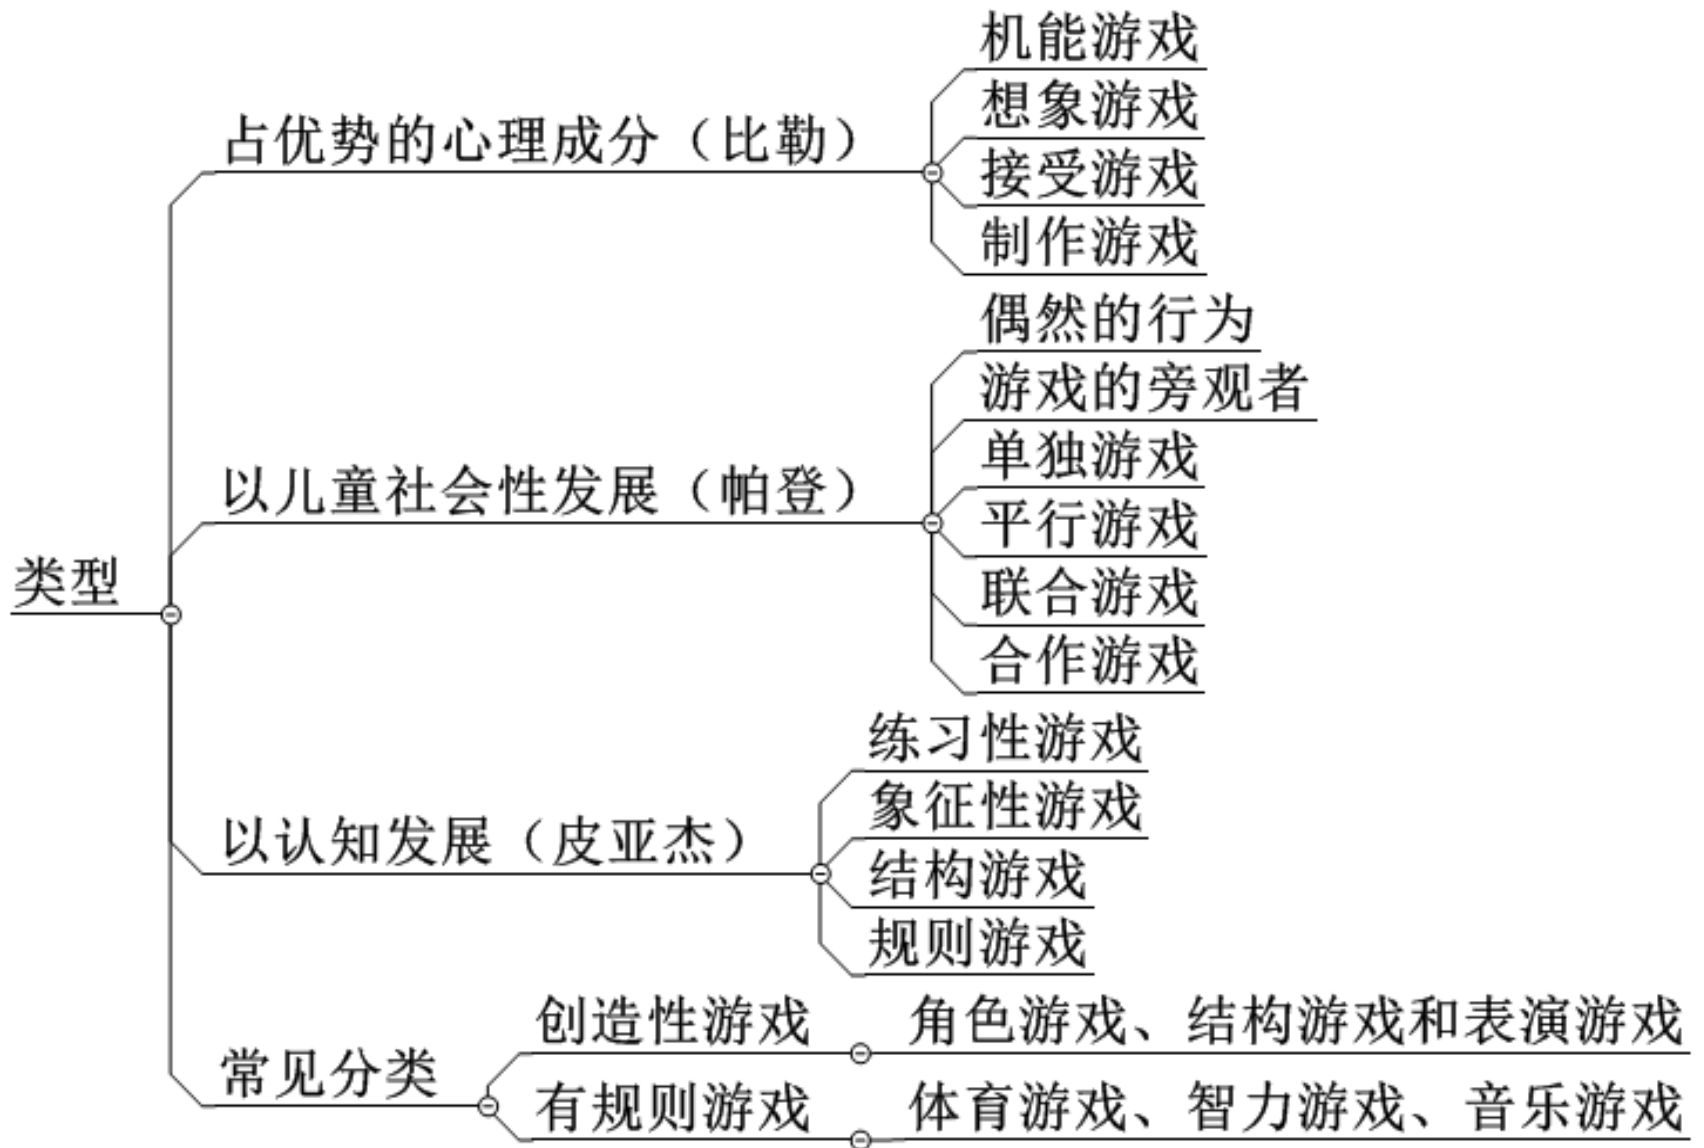 类型
占优势的心理成分（比勒）
机能游戏
想象游戏
接受游戏
制作游戏
以儿童社会性发展（帕登）
偶然的行为
游戏的旁观者
单独游戏
平行游戏
联合游戏
合作游戏
以认知发展（皮亚杰）
练习性游戏
象征性游戏
结构游戏
规则游戏
常见分类
创造性游戏
角色游戏、结构游戏和表演游戏
有规则游戏
体育游戏、智力游戏、音乐游戏